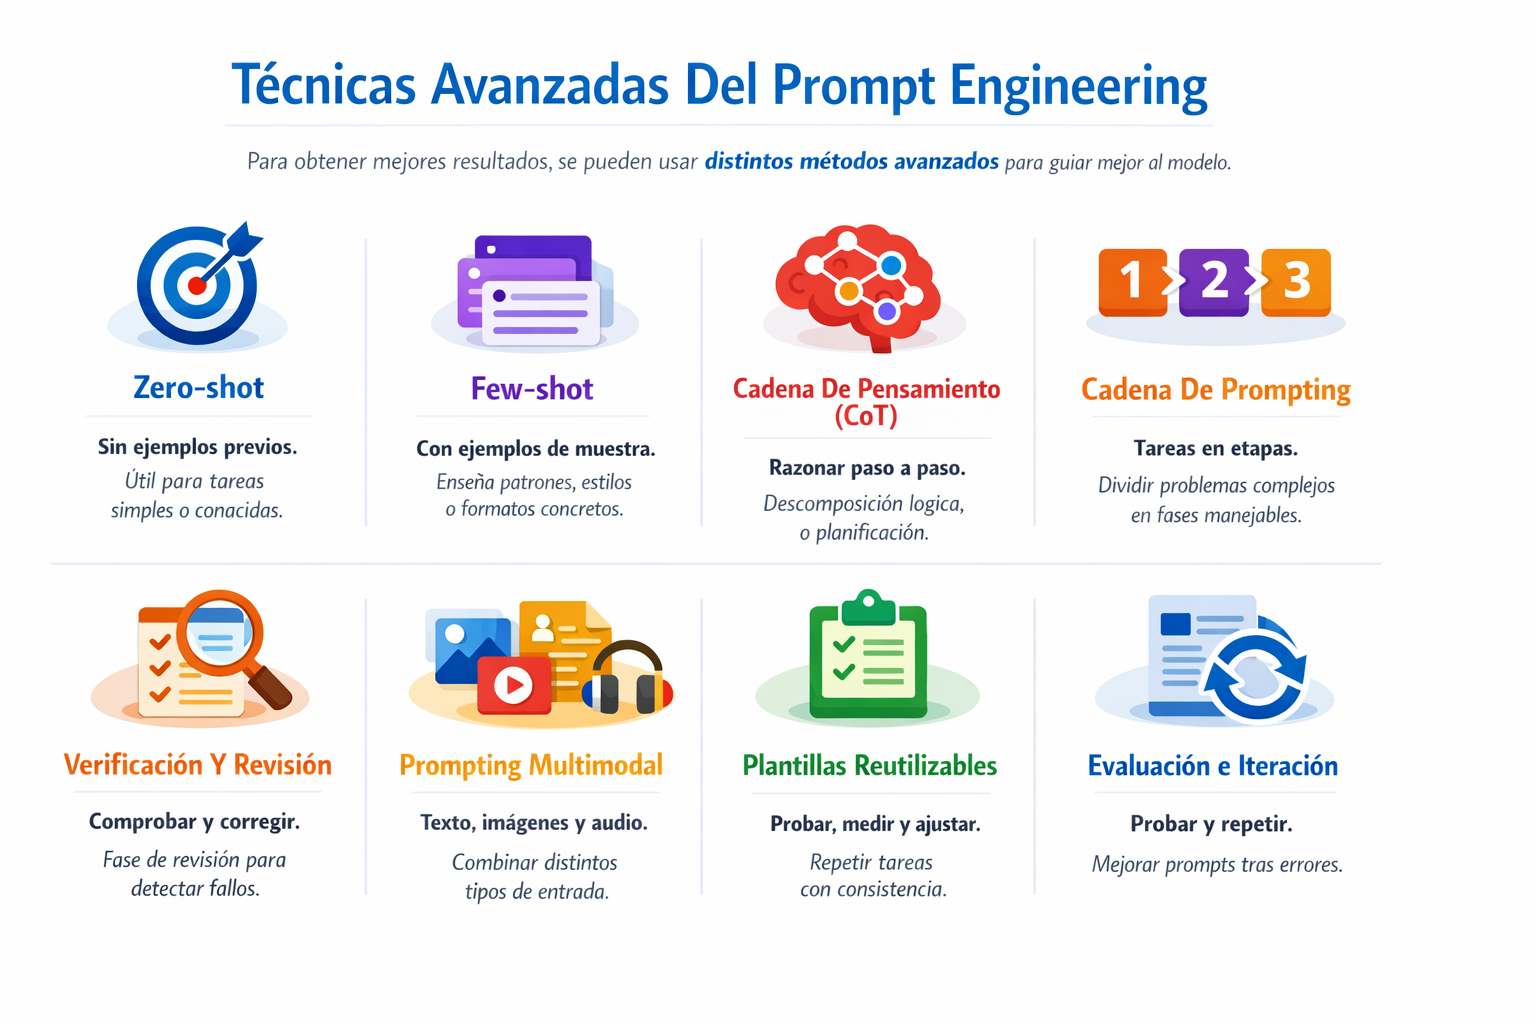 Técnicas Avanzadas Del Prompt Engineering
Para obtener mejores resultados, se pueden usar distintos métodos avanzados para guiar mejor al modelo.
1 2 3
Zero-shot
Sin ejemplos previos.
Útil para tareas
simples o conacidas.
Few-shot
Con ejemplos de muestra.
Enseña patrones, estilos
o formatos concretos.
Cadena De Pensamiento
(CoT)
Razonar paso a paso.
Descomposición logica,
o planificación.
Cadena De Prompting
Tareas en etapas.
Dividir problemas complejos
en fases manejables.
Verificación Y Revisión
Comprobar y corregir.
Fase de revisión para
detectar fallos.
Prompting Multimodal
Texto, imágenes y audio.
Combinar distintos
tipos de entrada.
Plantillas Reutilizables
Probar, medir y ajustar.
Repetir tareas
con consistencia.
Evaluación e Iteración
Probar y repetir.
Mejorar prompts tras errores.